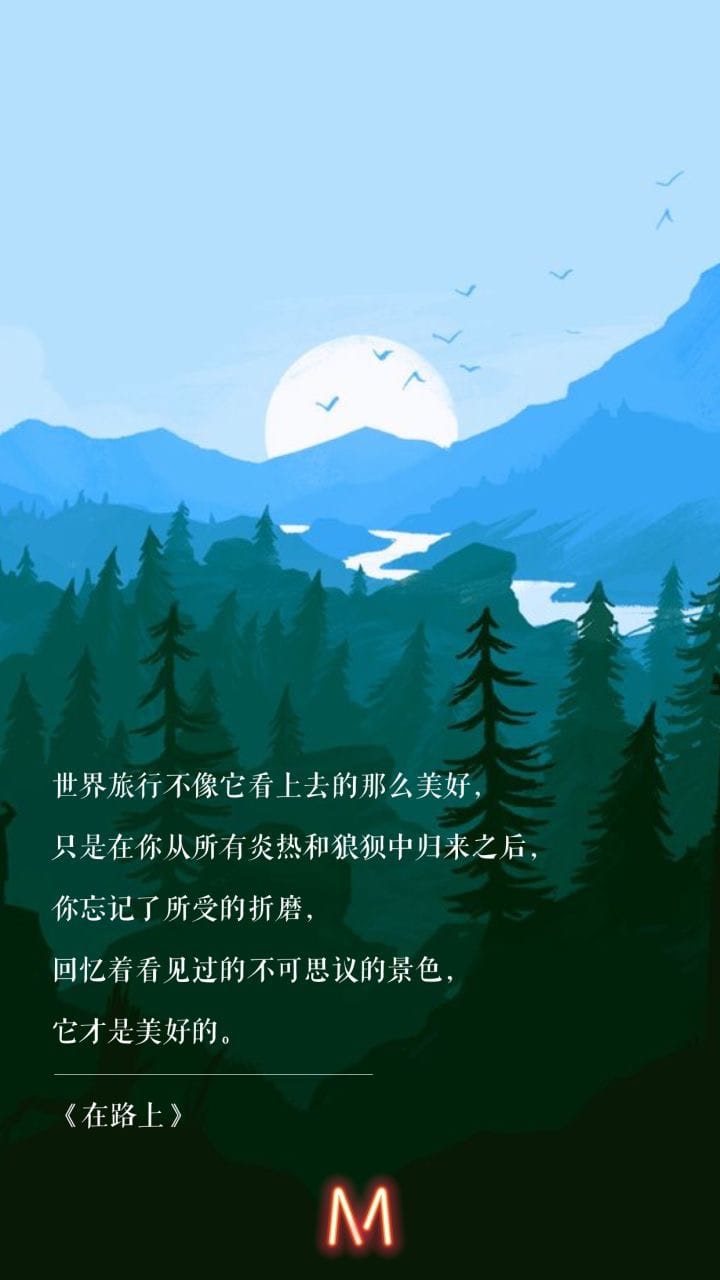 世界旅行不像它看上去的那么美好，
只是在你从所有炎热和狼狈中归来之后，
你忘记了所受的折磨，
回忆着看见过的不可思议的景色，
它才是美好的。
《在路上》
M